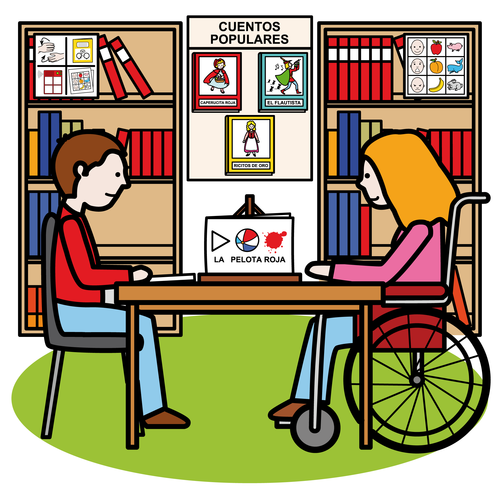 CUENTOS
POPULARES
CAPERUCITA ROJA
EL FLAUTISTA
RICITOS DE ORO
LA PELOTA ROJA